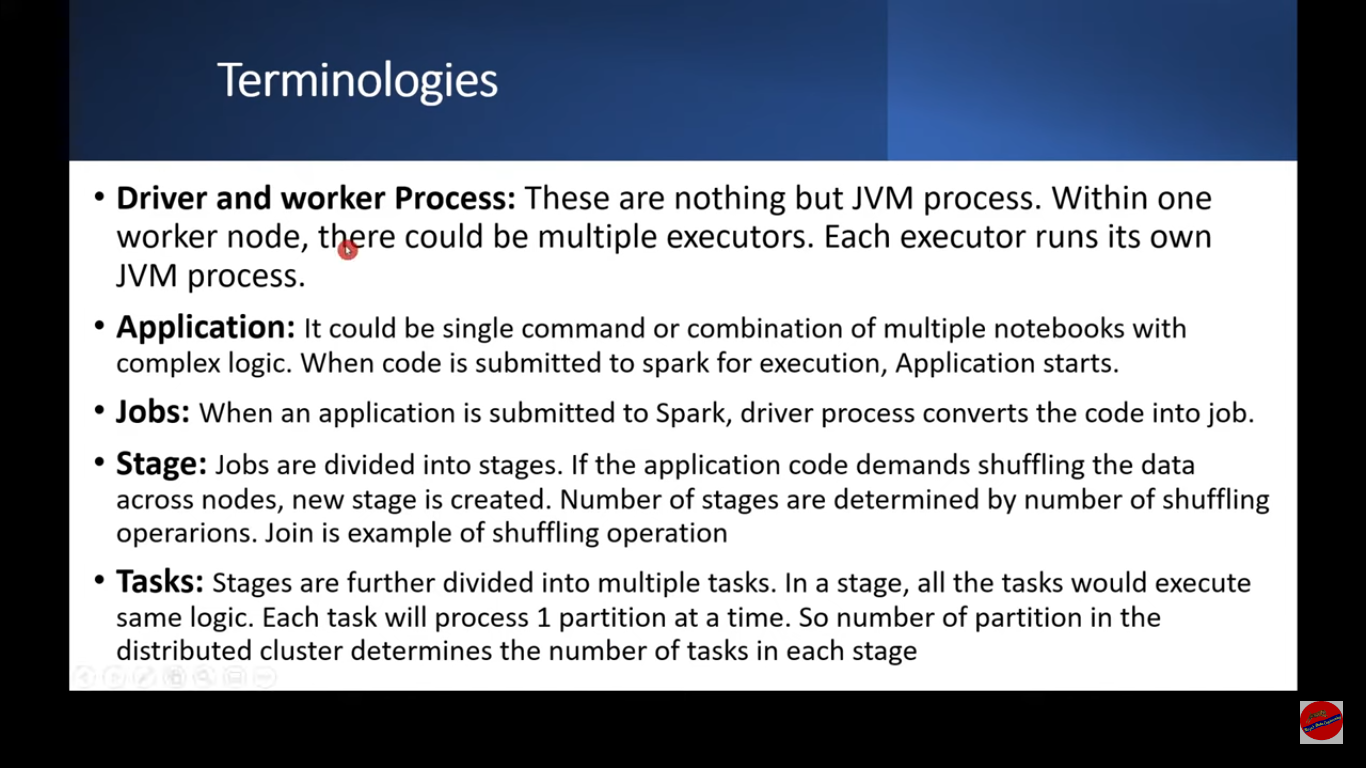 Terminologies
• Driver and worker Process: These are nothing but JVM process. Within one
worker node, there could be multiple executors. Each executor runs its own
JVM process.
• Application: It could be single command or combination of multiple notebooks with
complex logic. When code is submitted to spark for execution, Application starts.
• Jobs: When an application is submitted to Spark, driver process converts the code into job.
• Stage: Jobs are divided into stages. If the application code demands shuffling the data
across nodes, new stage is created. Number of stages are determined by number of shuffling
operarions. Join is example of shuffling operation
• Tasks: Stages are further divided into multiple tasks. In a stage, all the tasks would execute
same logic. Each task will process 1 partition at a time. So number of partition in the
distributed cluster determines the number of tasks in each stage